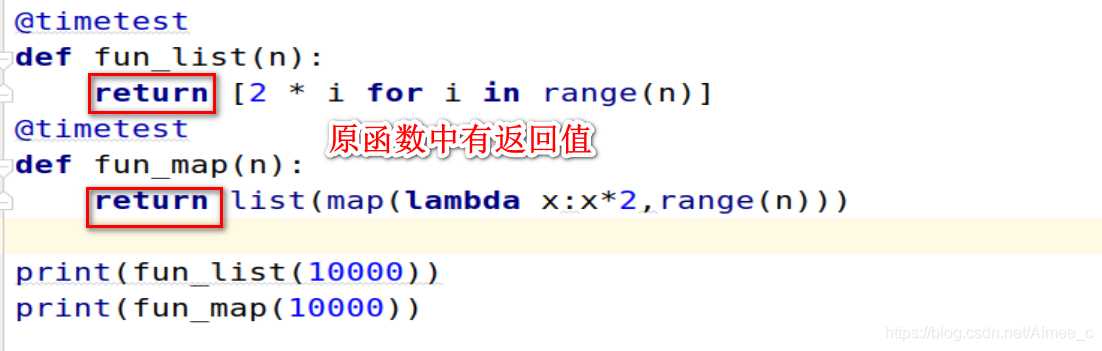 @timetest
def fun_list(n):
return [2 * i for i in range(n)]
@timetest
原函数中有返回值
def fun_map(n):
return list(map(lambda x:x*2,range(n)))
print(fun_list(10000))
print(fun_map(10000))
https://blog.csdn.net/Aimee_c